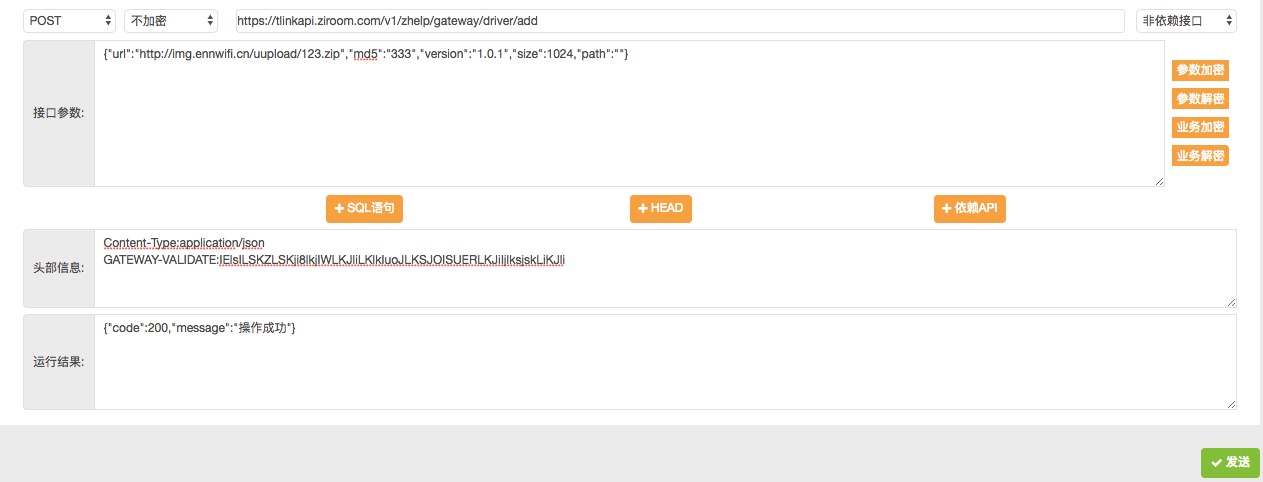 POST 不加密 https://tlinkapi.ziroom.com/v1/zhelp/gateway/driver/add 非依赖接口
{"url":"http://img.ennwifi.cn/uupload/123.zip","md5":"333","version":"1.0.1","size":1024,"path":""}
接口参数:
参数加密
参数解密
业务加密
业务解密
SQL语句 HEAD 依赖API
头部信息:
Content-Type:application/json
GATEWAY-VALIDATE:
运行结果:
{"code":200,"message":"操作成功"}
发送